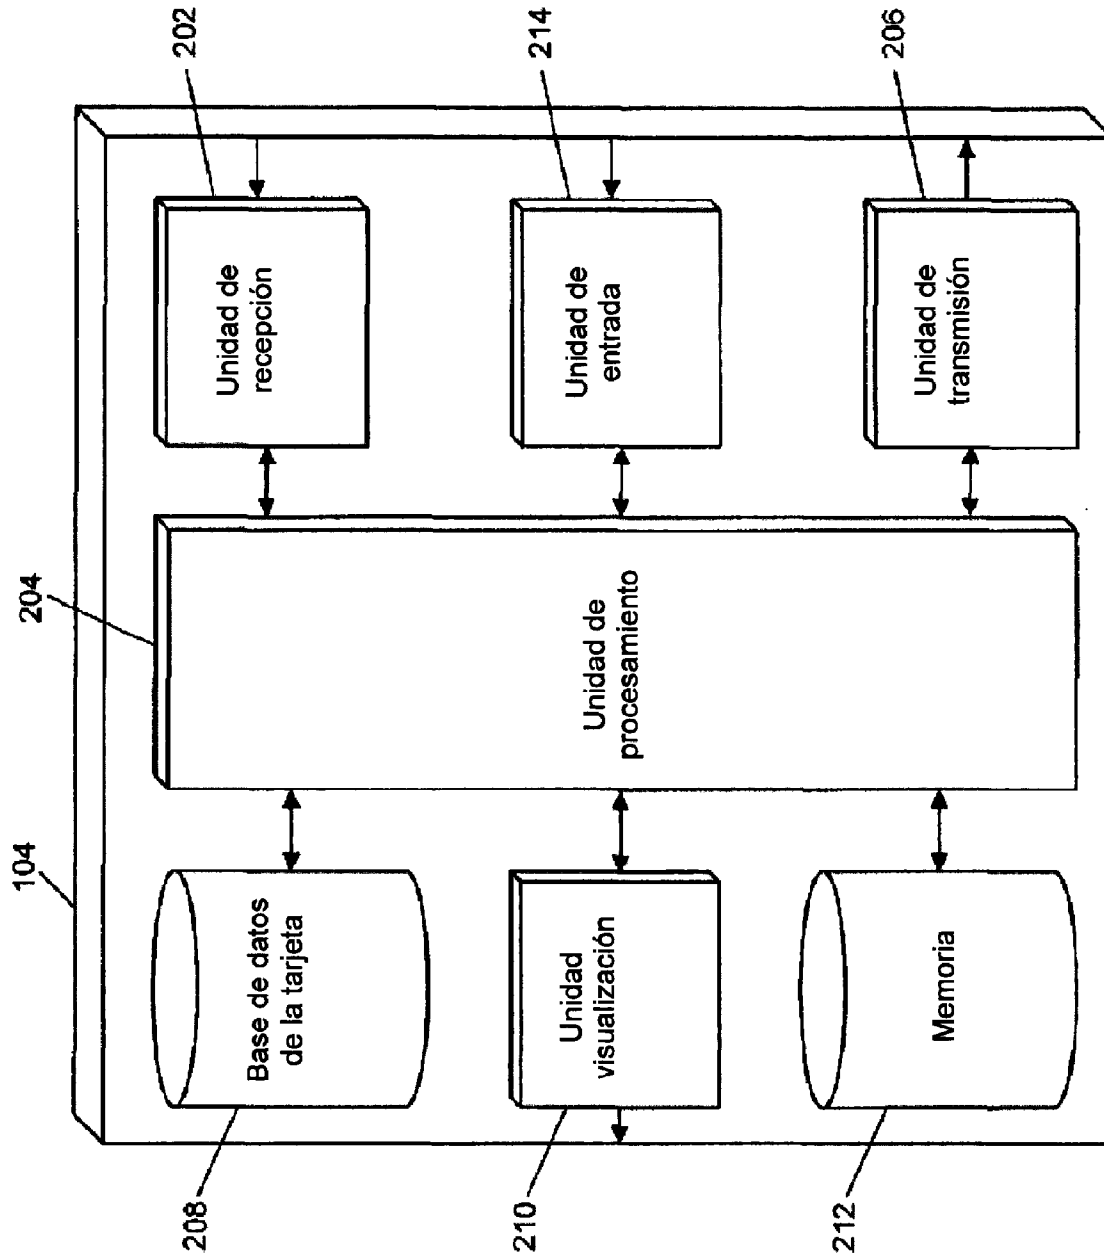 104
204
202
208
Base de datos
de la tarjeta
Unidad de
recepción
210
Unidad
visualización
Unidad de
procesamiento
Unidad de
entrada
214
212
Memoria
Unidad de
transmisión
206